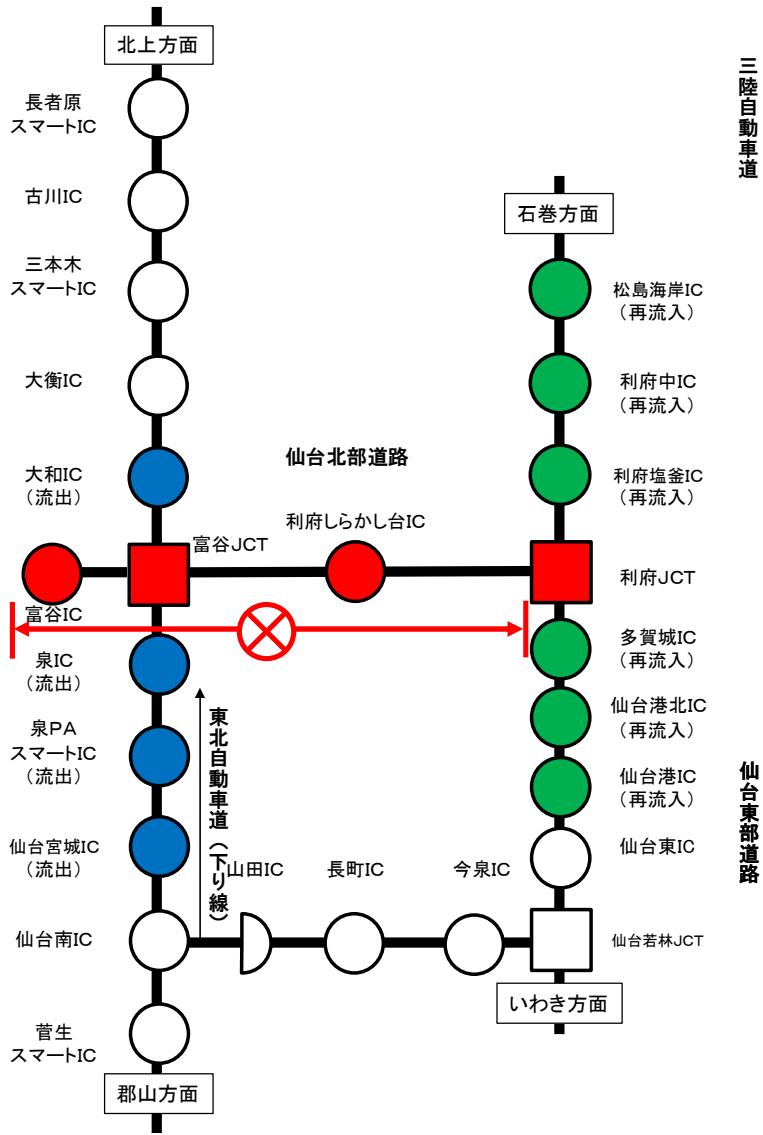 北上方面
長者原
スマートIC
古川IC
三本木
スマートIC
大衡IC
大和IC
(流出)
富谷IC
泉IC
(流出)
泉PA
スマートIC
(流出)
仙台宮城IC
(流出)
仙台南IC
菅生
スマートIC
郡山方面
仙台北部道路
富谷JCT
利府しらかし台IC
東北自動車道(下り線)
山田IC
長町IC
今泉IC
三陸自動車道
石巻方面
松島海岸IC
(再流入)
利府中IC
(再流入)
利府塩釜IC
(再流入)
利府JCT
多賀城IC
(再流入)
仙台港北IC
(再流入)
仙台港IC
(再流入)
仙台東IC
仙台若林JCT
いわき方面
仙台東部道路